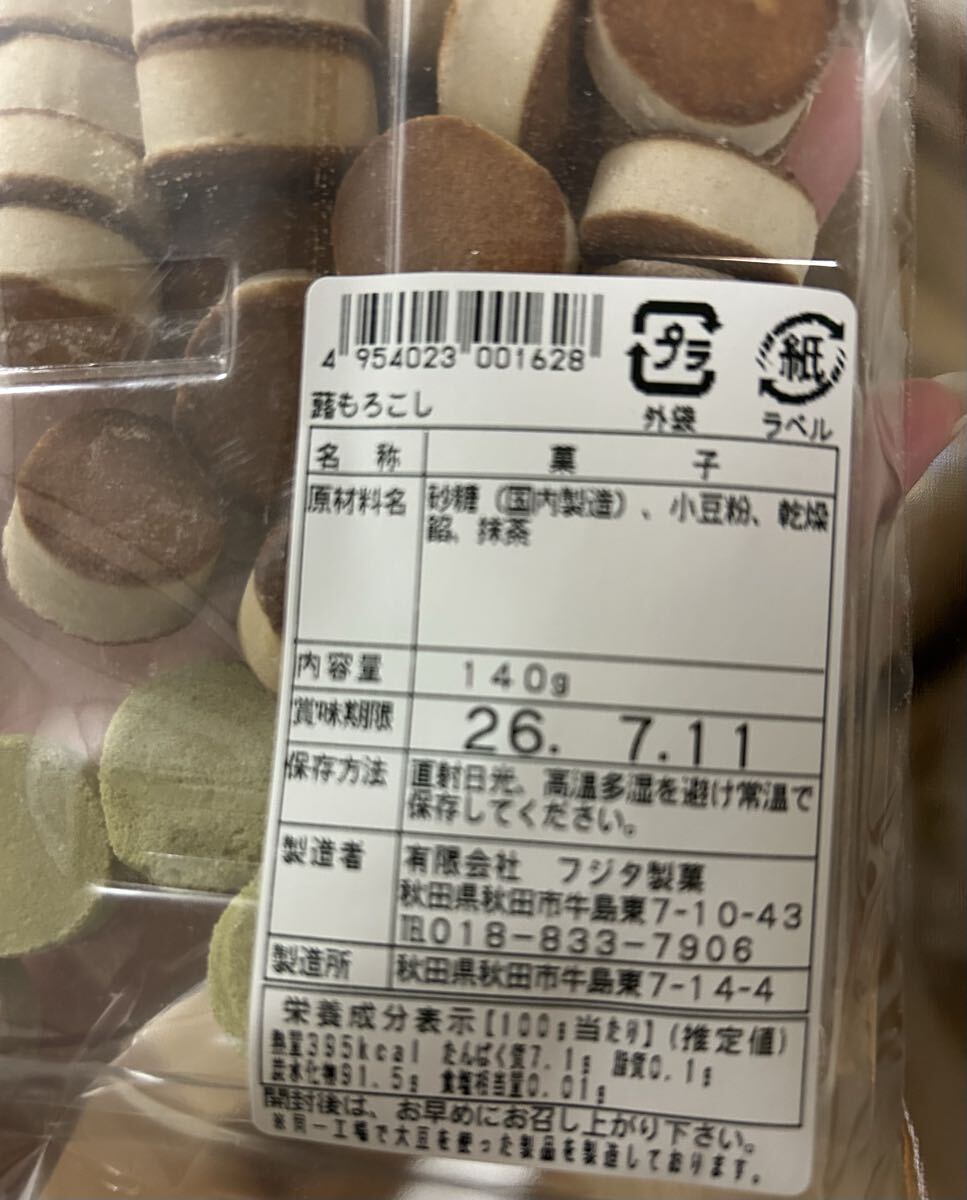 4 954023 001628
プラ
外袋
紙
ラベル
蕗もろこし
名 称 菓 子
原材料名 砂糖(国内製造)、小豆粉、乾燥
餡、抹茶
内容量 140g
賞味期限 26. 7.11
保存方法 直射日光、高温多湿を避け常温で
保存してください。
製造者 有限会社 フジタ製菓
秋田県秋田市牛島東7-10-43
℡018-833-7906
製造所 秋田県秋田市牛島東7-14-4
栄養成分表示[100g当たり](推定値)
熱量395kcal たんぱく質7.1g 脂質0.1g
炭水化物91.5g 食塩相当量0.01g
開封後は、お早めにお召し上がり下さい。
※同一工場で大豆を使った製品を製造しております。